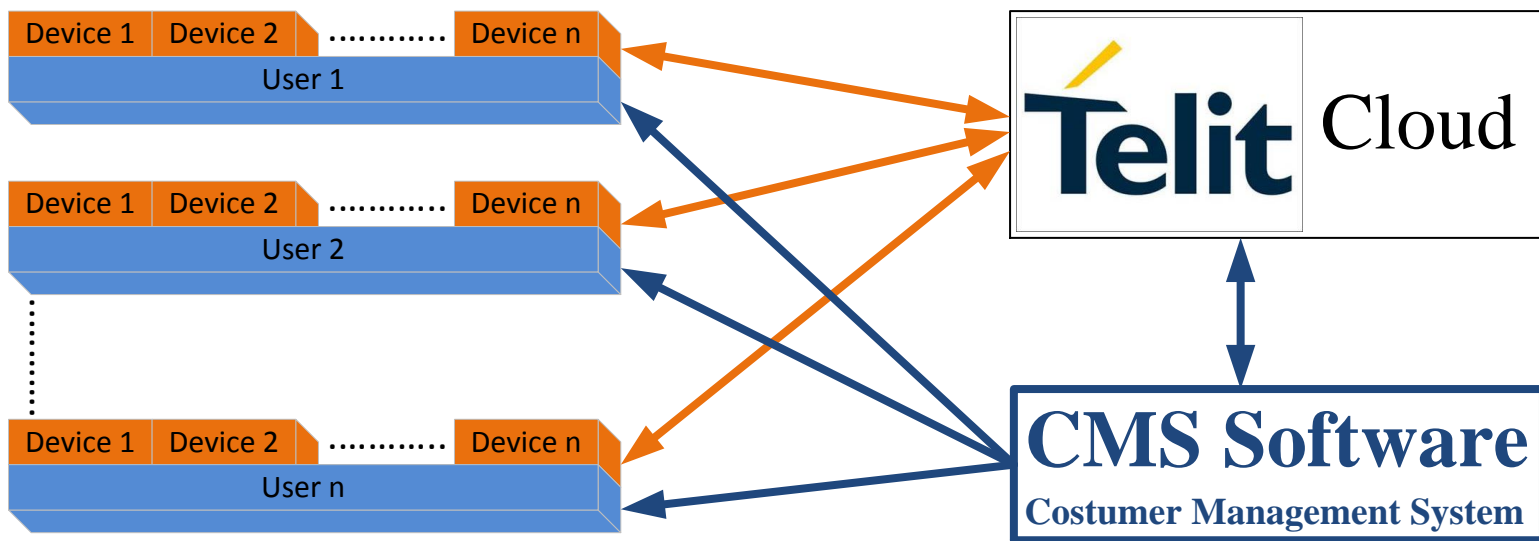 Device 1 Device 2 ............ Device n
User 1
Device 1 Device 2 ............ Device n
User 2
Device 1 Device 2 ............ Device n
User n
Telit Cloud
CMS Software
Costumer Management System